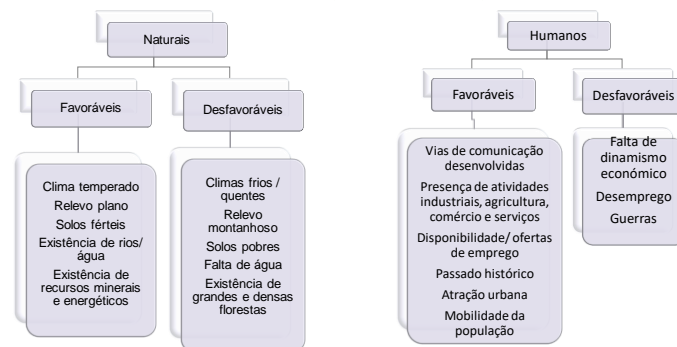 Naturais
Favoráveis
Desfavoráveis
Clima temperado
Relevo plano
Solos férteis
Existência de rios/
água
Existência de
recursos minerais
e energéticos
Climas frios /
quentes
Relevo
montanhoso
Solos pobres
Falta de água
Existência de
grandes e densas
florestas
Humanos
Favoráveis
Desfavoráveis
Vias de comunicação
desenvolvidas
Presença de atividades
industriais, agricultura,
comércio e serviços
Disponibilidade/ ofertas
de emprego
Passado histórico
Atração urbana
Mobilidade da
população
Falta de
dinamismo
económico
Desemprego
Guerras